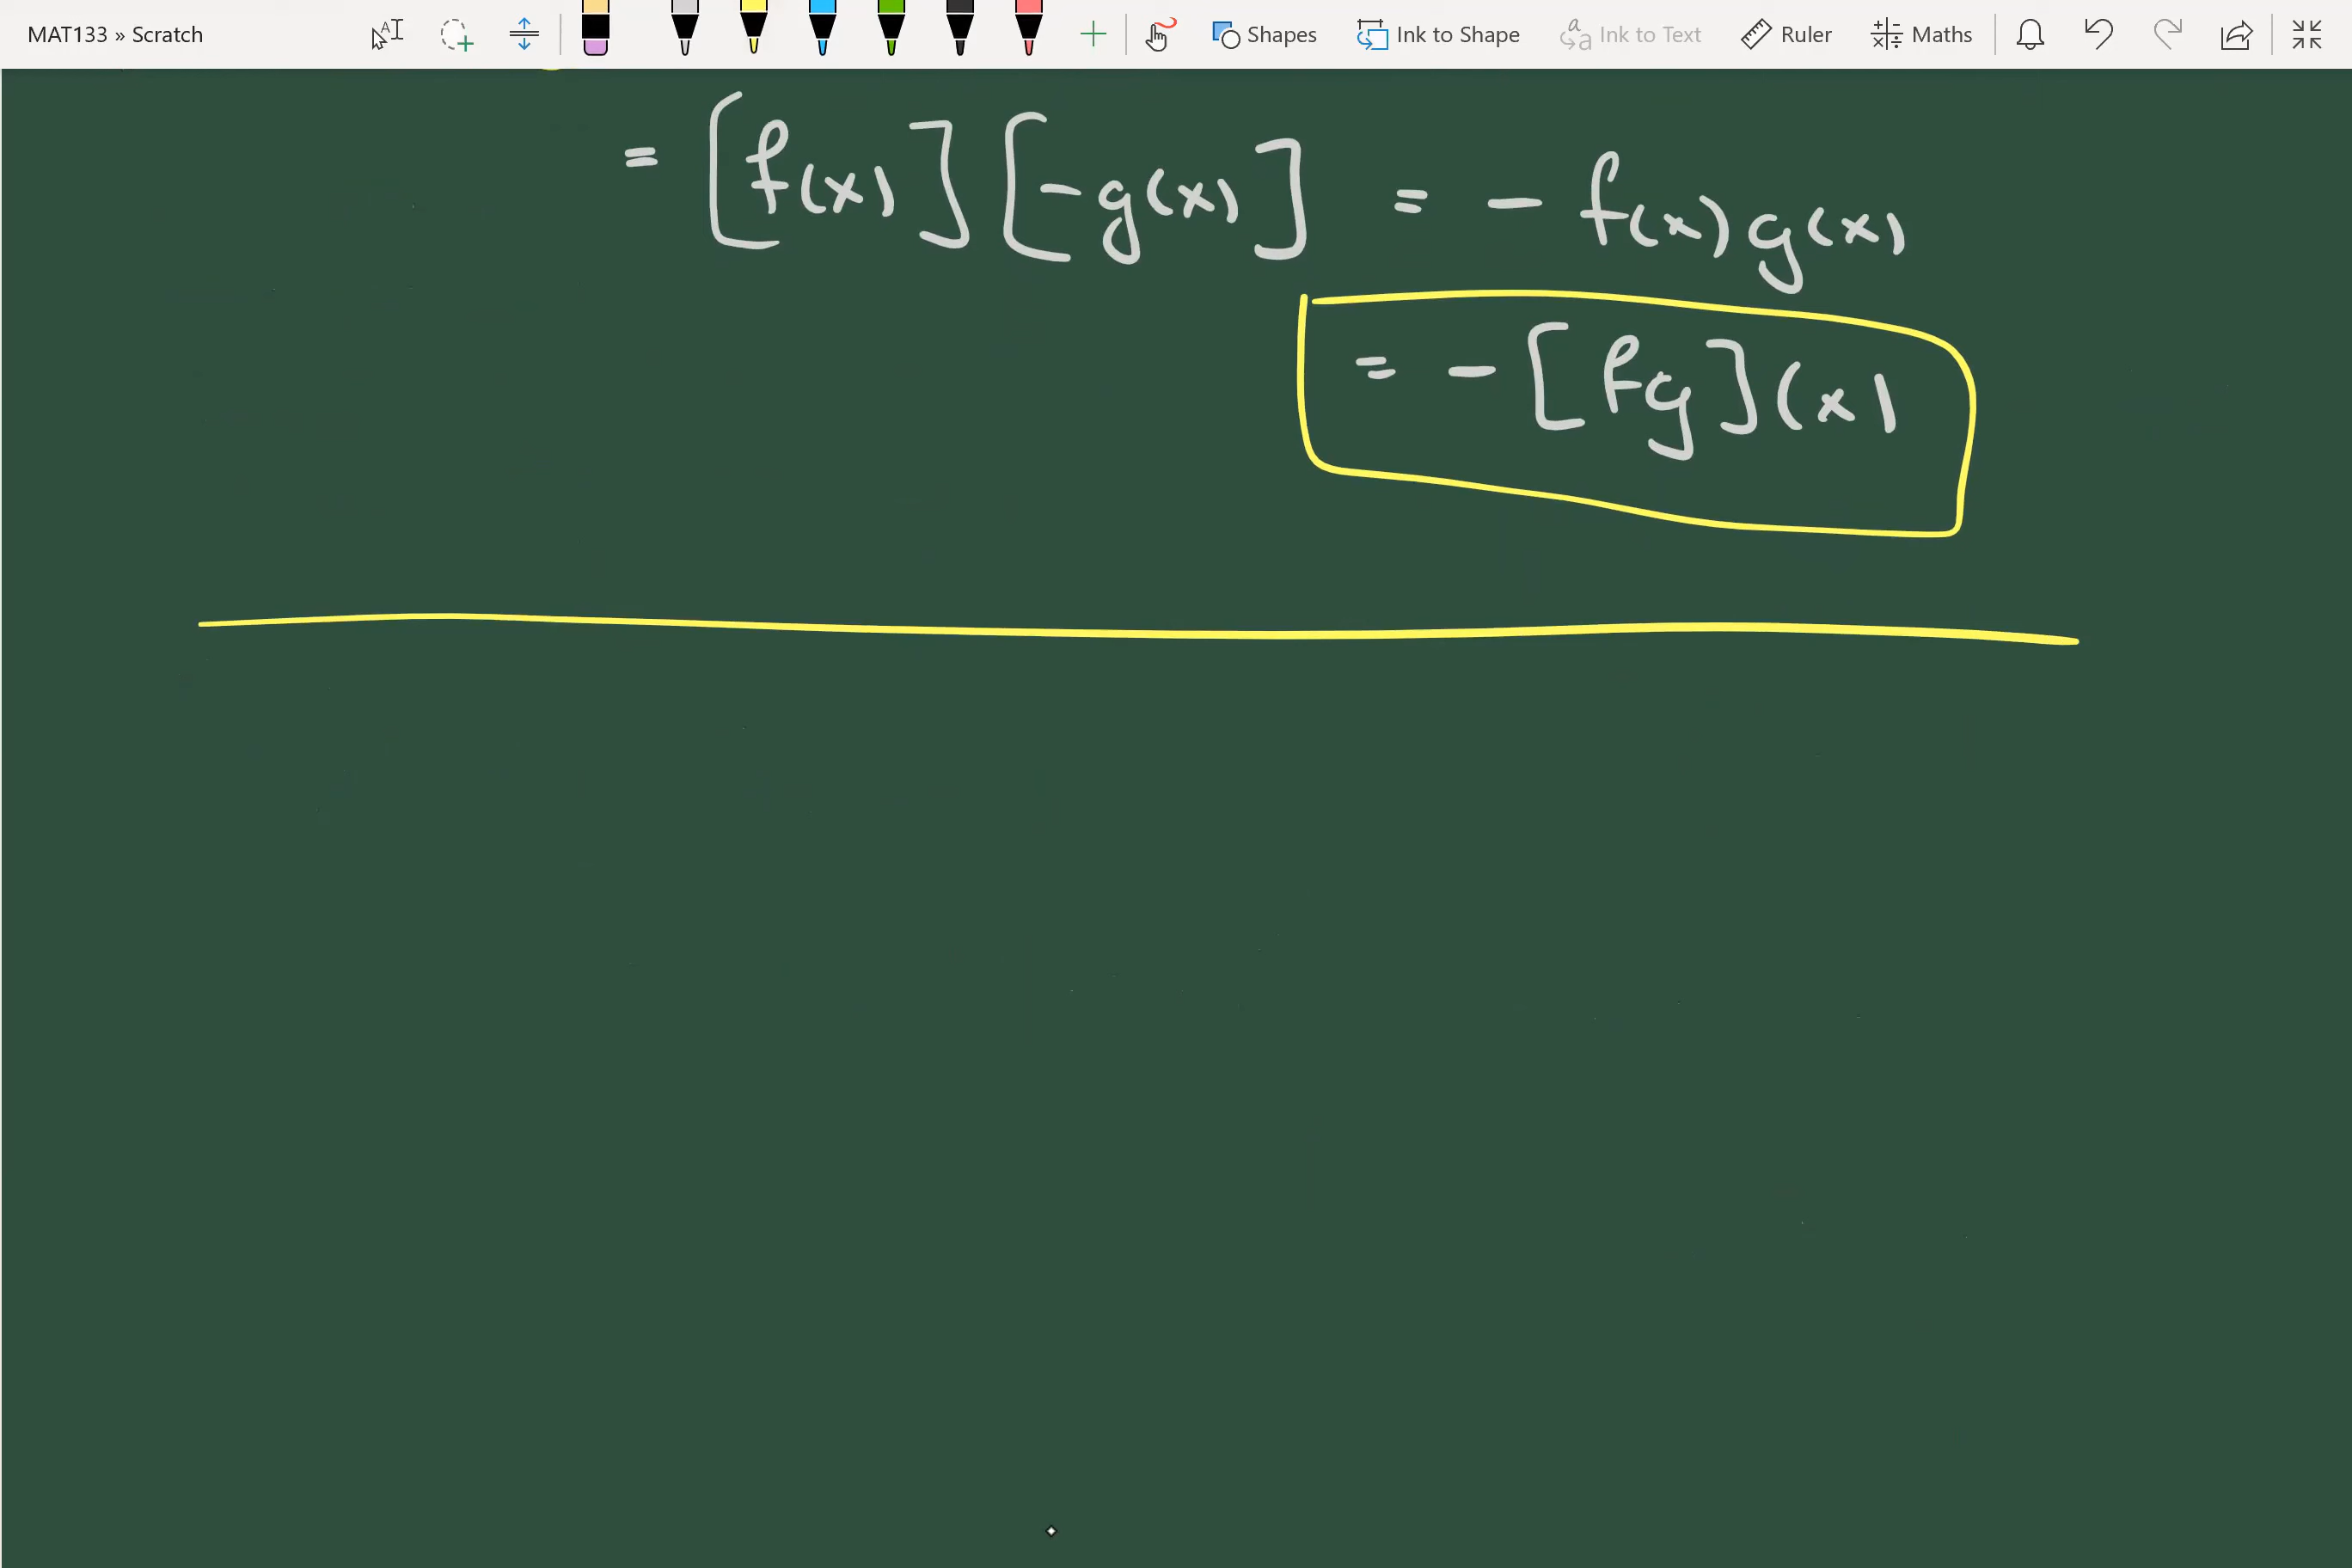 MAT133 » Scratch Shapes Ink to Shape Ink to Text Ruler Maths
= [f(x)] [-g(x)] = - f(x) g(x)
= - [fg](x)